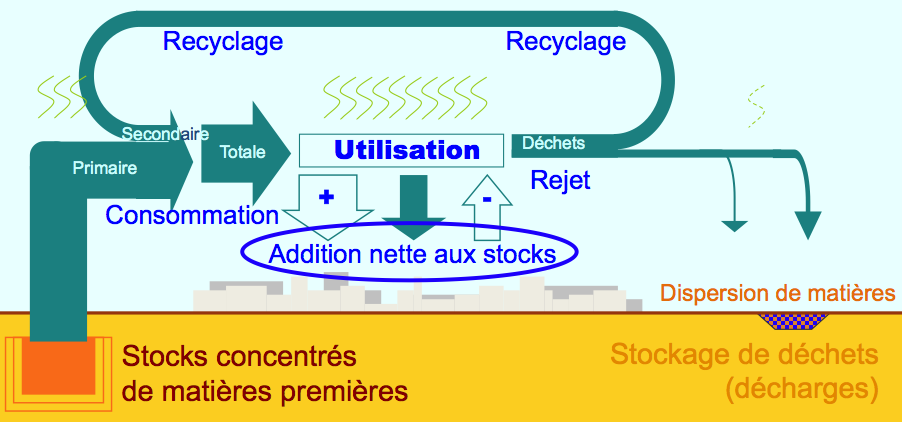 Recyclage
Recyclage
Secondaire
Totale
Utilisation
Déchets
Primaire
Rejet
Consommation
+
-
Addition nette aux stocks
Dispersion de matières
Stocks concentrés
de matières premières
Stockage de déchets
(décharges)